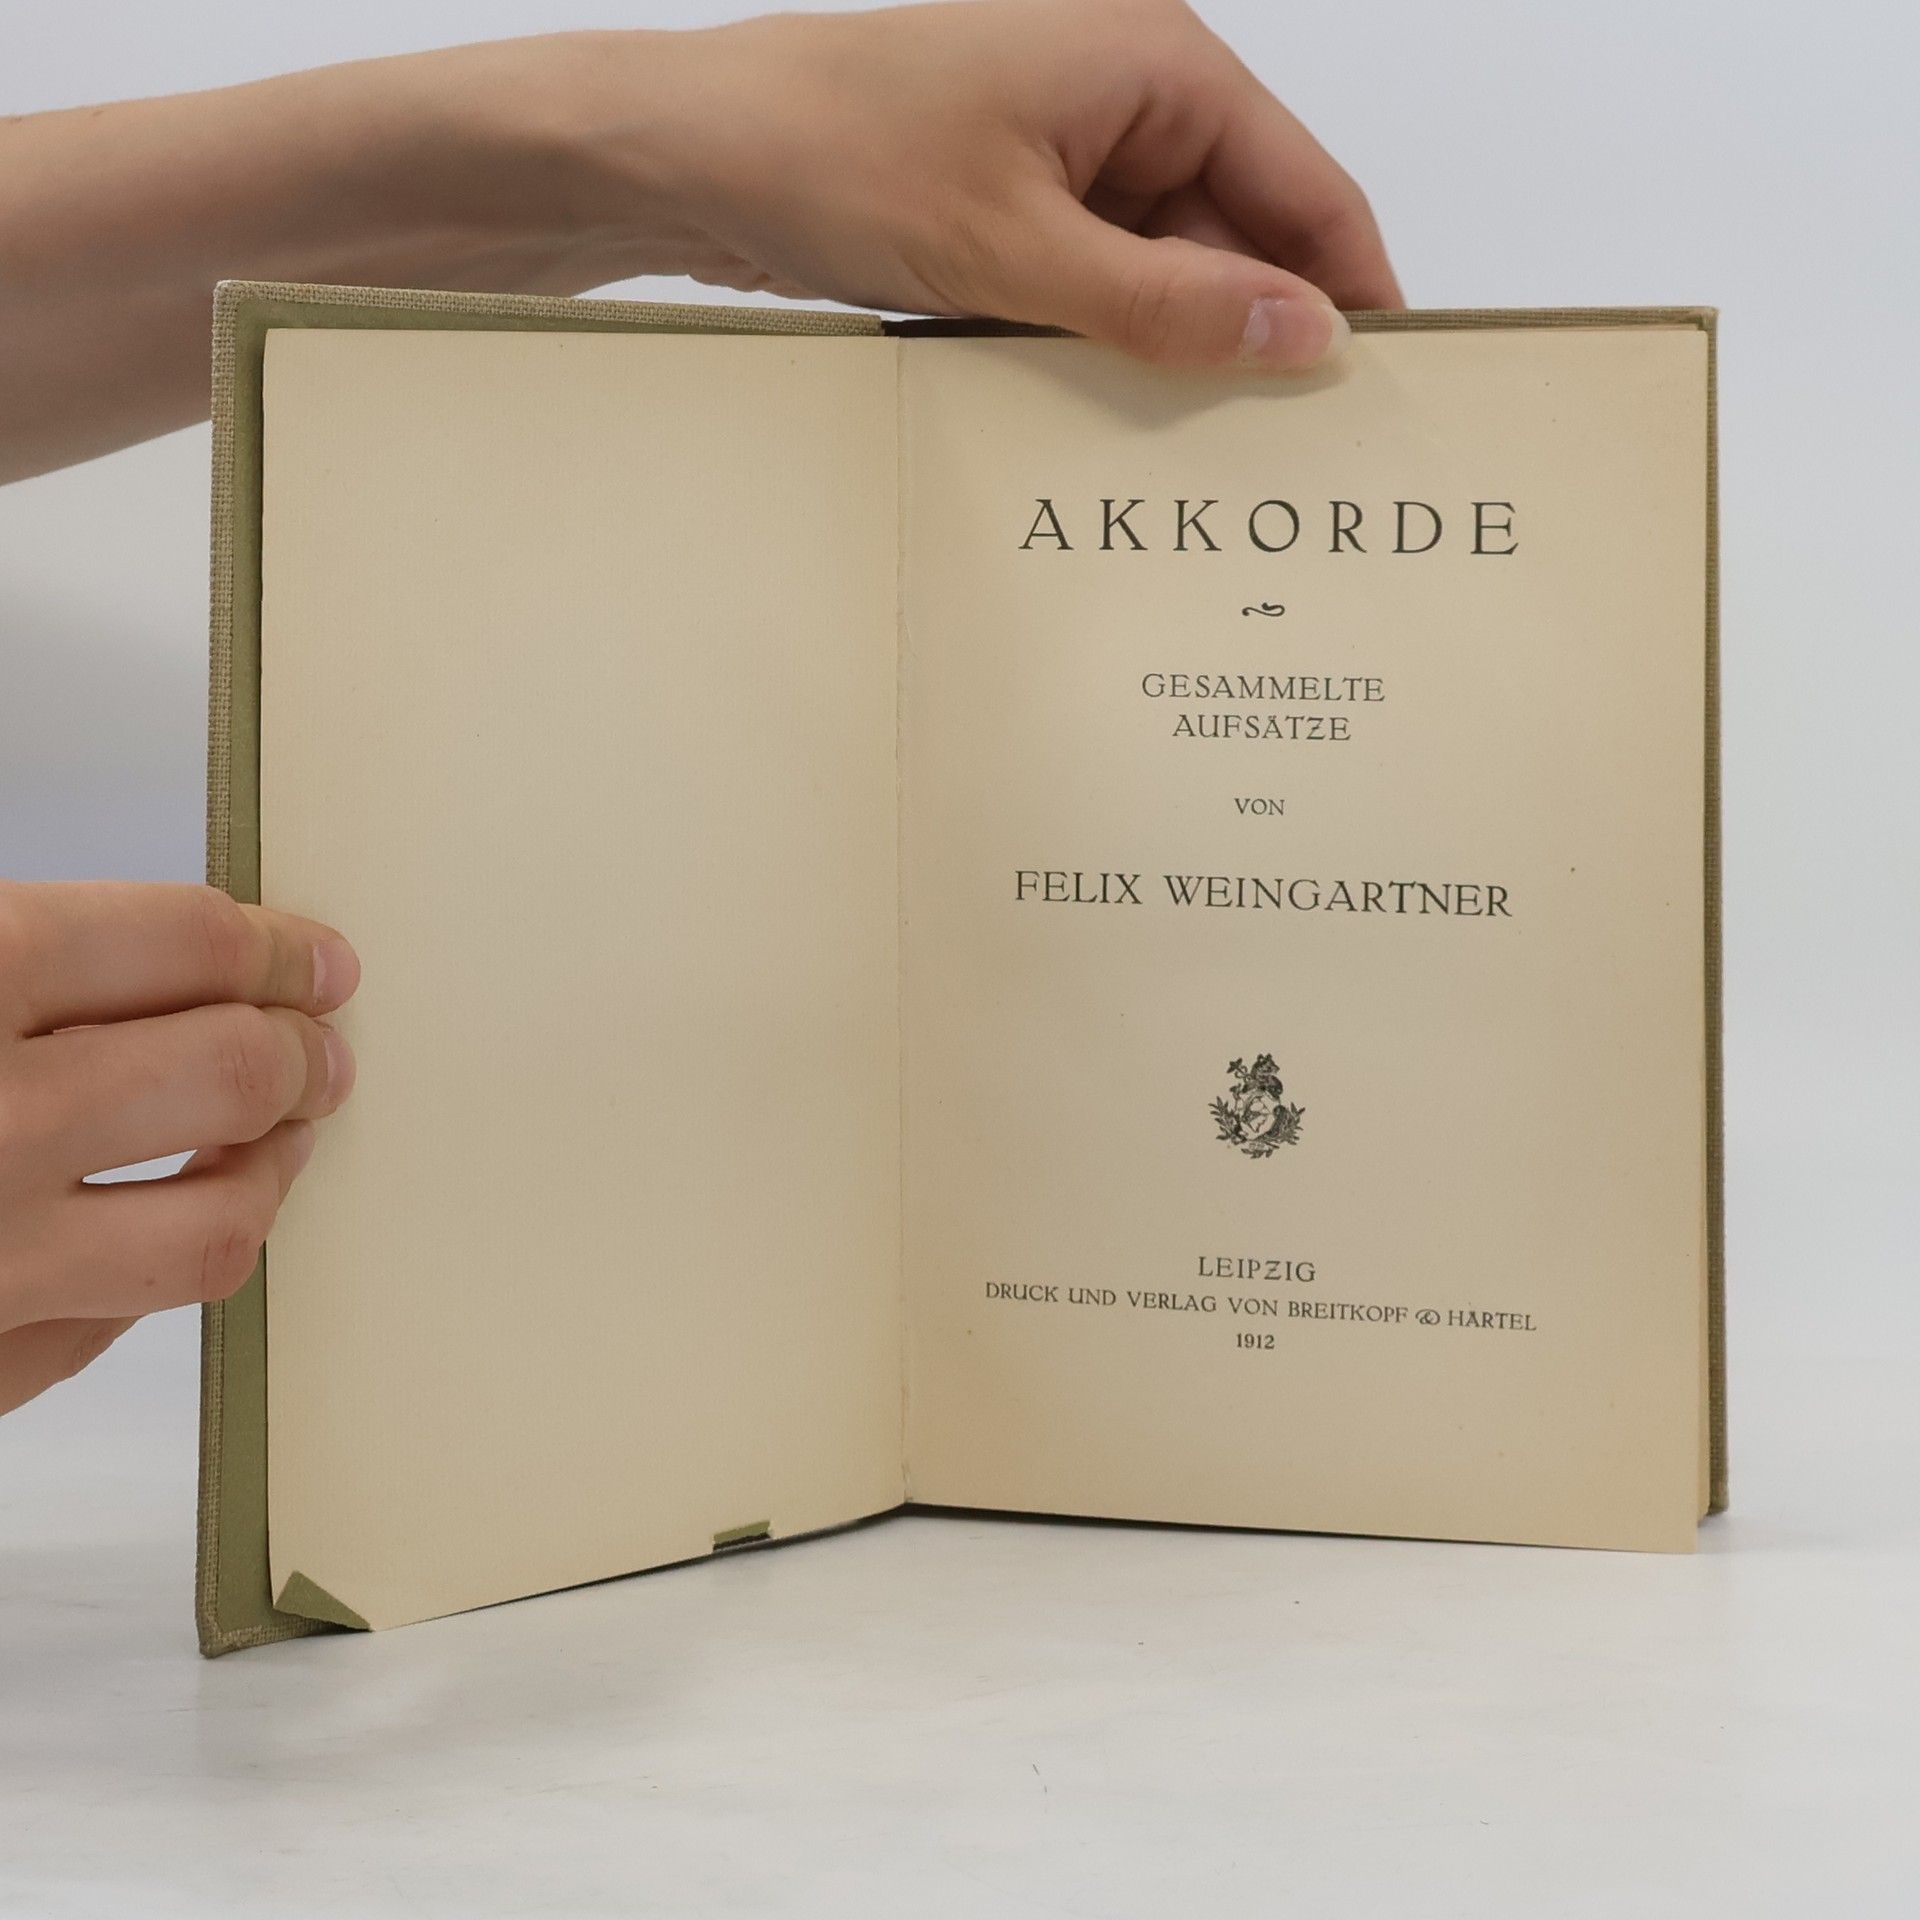 AKKORDE
GESAMMELTE
AUFSÄTZE
VON
FELIX WEINGARTNER
LEIPZIG
DRUCK UND VERLAG VON BREITKOPF & HÄRTEL
1912